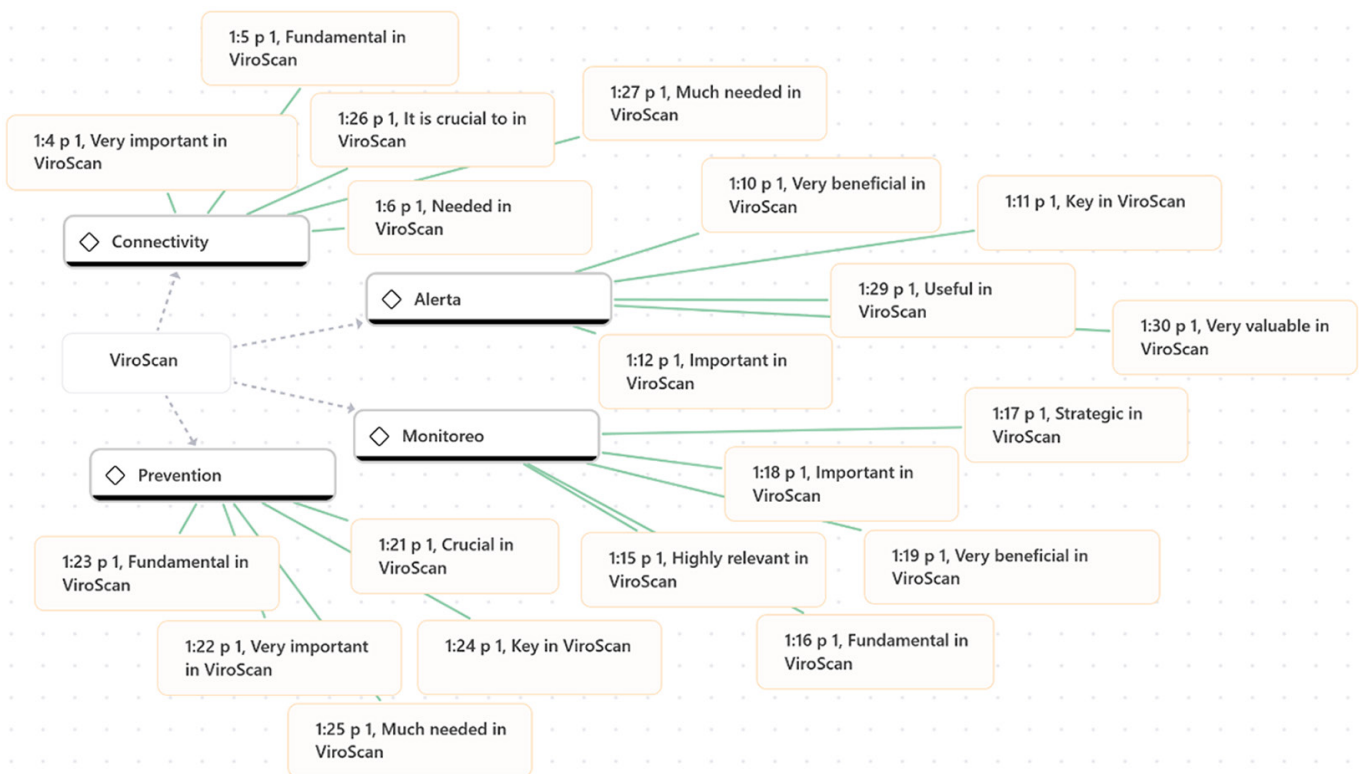 1:5 p 1, Fundamental in
ViroScan
1:27 p 1, Much needed in
ViroScan
1:26 p 1, It is crucial to in
ViroScan
1:4 p 1, Very important in
ViroScan
1:10 p 1, Very beneficial in
ViroScan
1:11 p 1, Key in ViroScan
1:6 p 1, Needed in
ViroScan
Connectivity
Alerta
1:29 p 1, Useful in
ViroScan
1:30 p 1, Very valuable in
ViroScan
ViroScan
1:12 p 1, Important in
ViroScan
1:17 p 1, Strategic in
ViroScan
Monitoreo
1:18 p 1, Important in
ViroScan
Prevention
1:21 p 1, Crucial in
ViroScan
1:15 p 1, Highly relevant in
ViroScan
1:19 p 1, Very beneficial in
ViroScan
1:23 p 1, Fundamental in
ViroScan
1:22 p 1, Very important
in ViroScan
1:24 p 1, Key in ViroScan
1:16 p 1, Fundamental in
ViroScan
1:25 p 1, Much needed in
ViroScan